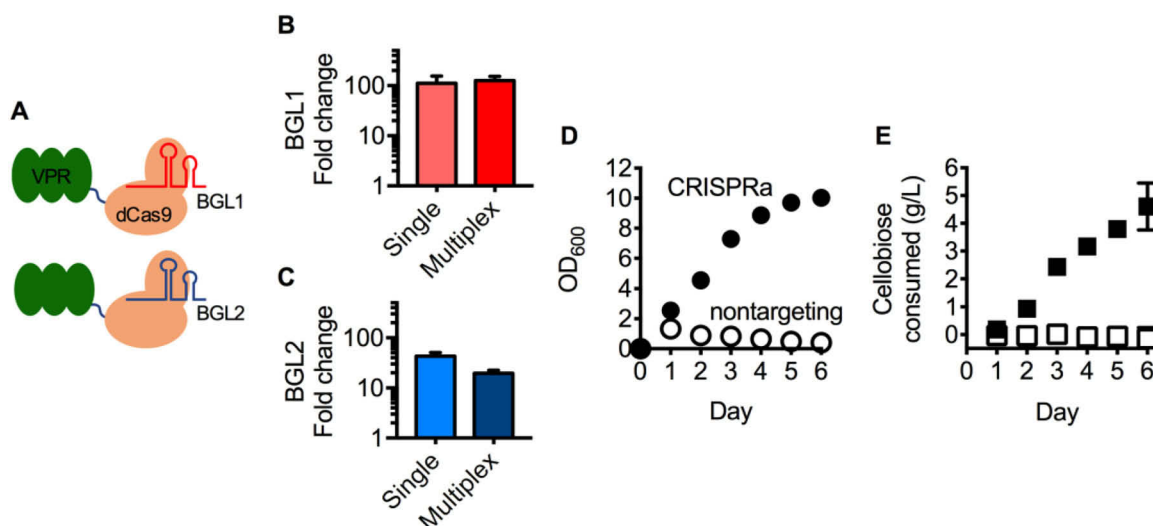 A
VPR
dCas9
BGL1
BGL2
B
BGL1
Fold change
100
10
1
Single
Multiplex
C
BGL2
Fold change
100
10
1
Single
Multiplex
D
OD600
12
10
8
6
4
2
0
CRISPRa
nontargeting
0 1 2 3 4 5 6
Day
E
Cellobiose
consumed (g/L)
6
5
4
3
2
1
0
0 1 2 3 4 5 6
Day